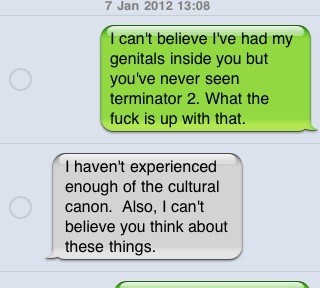 7 Jan 2012 13:08
I can't believe I've had my
genitals inside you but
you've never seen
terminator 2. What the
fuck is up with that.
I haven't experienced
enough of the cultural
canon.  Also, I can't
believe you think about
these things.